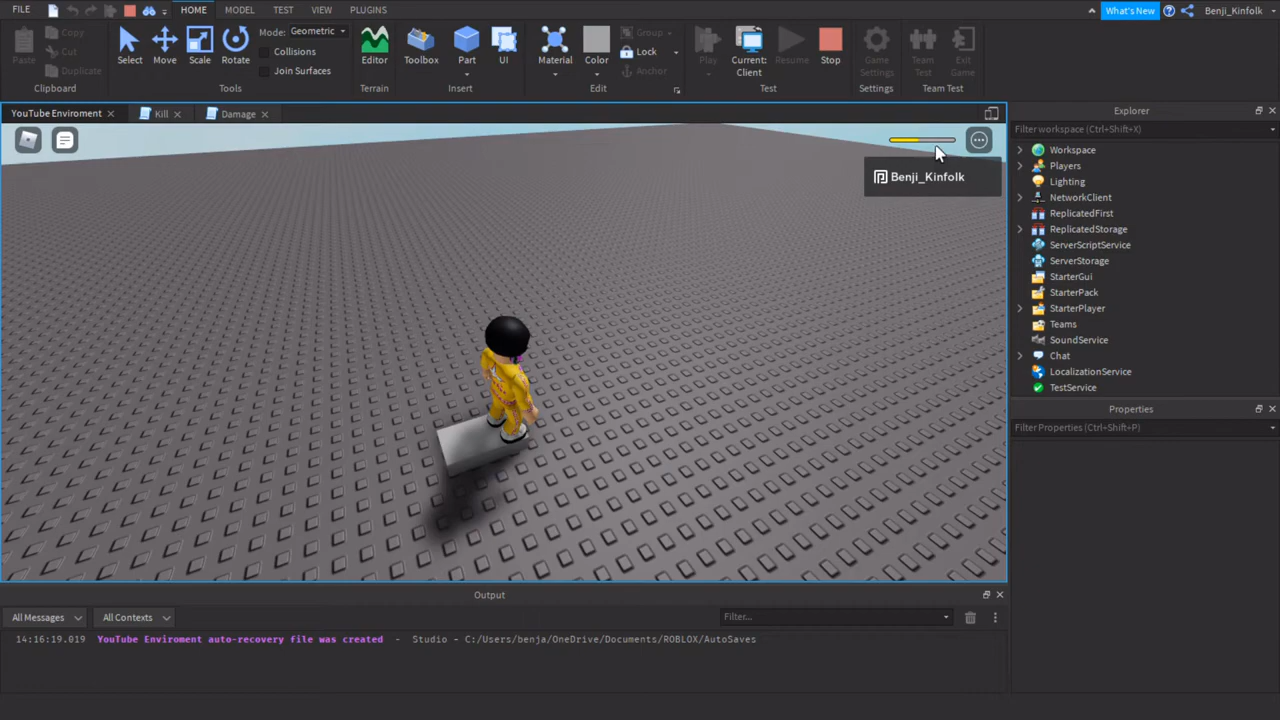 FILE HOME MODEL TEST VIEW PLUGINS What's New Benji_Kinfolk
Paste Copy Cut Duplicate
Clipboard
Select Move Scale Rotate
Mode: Geometric
Collisions
Join Surfaces
Tools
Editor
Terrain
Toolbox Part UI
Insert
Material Color
Group
Lock
Anchor
Edit
Play
Current:
Client
Resume Stop
Test
Game
Settings
Settings
Team
Test
Exit
Game
Team Test
YouTube Enviroment Kill Damage
Benji_Kinfolk
Explorer
Filter workspace (Ctrl+Shift+X)
Workspace
Players
Lighting
NetworkClient
ReplicatedFirst
ReplicatedStorage
ServerScriptService
ServerStorage
StarterGui
StarterPack
StarterPlayer
Teams
SoundService
Chat
LocalizationService
TestService
Properties
Filter Properties (Ctrl+Shift+P)
Output
All Messages All Contexts Filter...
14:16:19.019 YouTube Enviroment auto-recovery file was created - Studio - C:/Users/benja/OneDrive/Documents/ROBLOX/AutoSaves